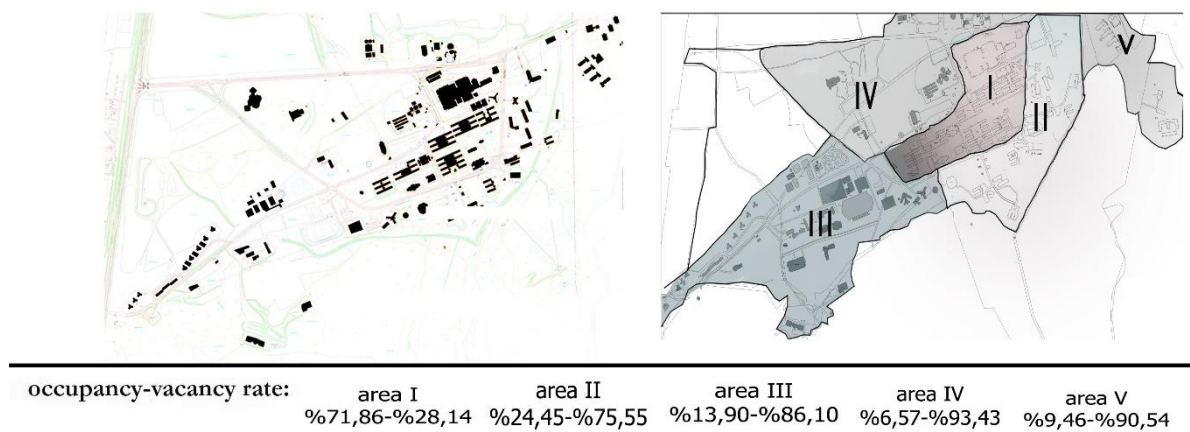 IV
I
II
V
III
occupancy-vacancy rate:
area I
%71,86-%28,14
area II
%24,45-%75,55
area III
%13,90-%86,10
area IV
%6,57-%93,43
area V
%9,46-%90,54